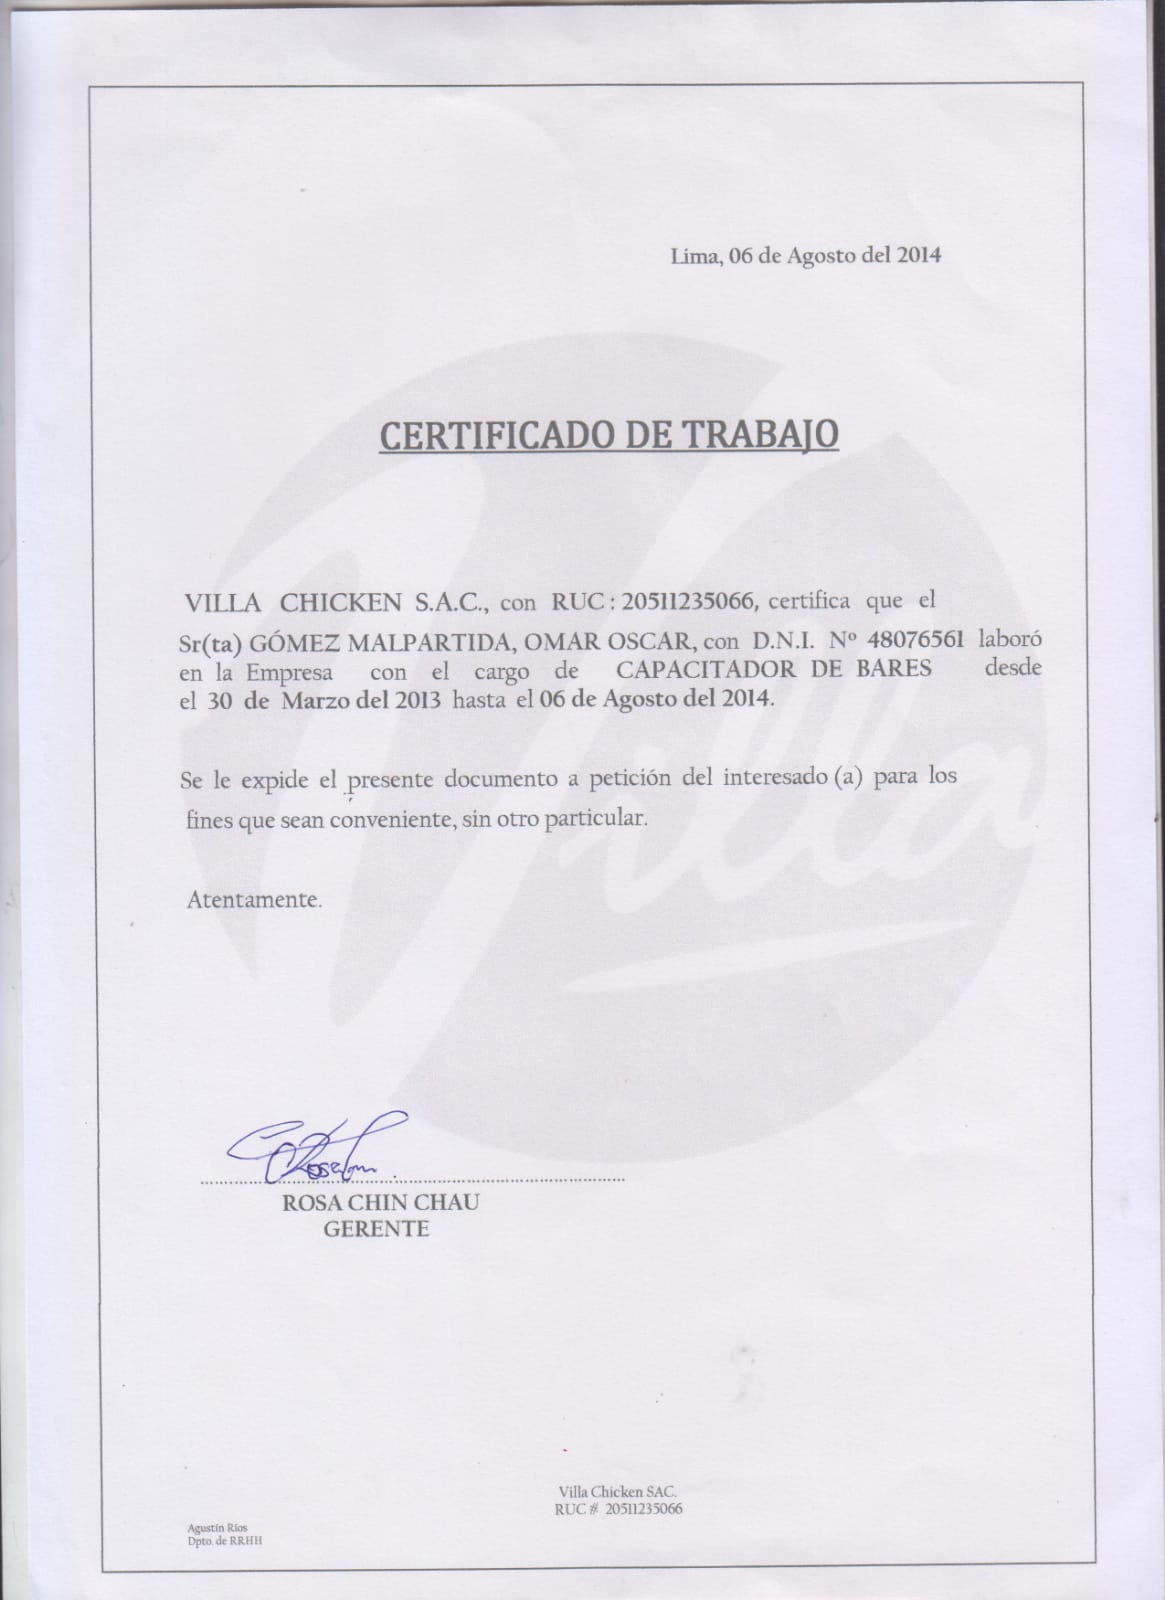 Lima, 06 de Agosto del 2014
CERTIFICADO DE TRABAJO
VILLA CHICKEN S.A.C., con RUC : 20511235066, certifica que el
Sr(ta) GÓMEZ MALPARTIDA, OMAR OSCAR, con D.N.I. Nº 48076561 laboró
en la Empresa con el cargo de CAPACITADOR DE BARES desde
el 30 de Marzo del 2013 hasta el 06 de Agosto del 2014.
Se le expide el presente documento a petición del interesado (a) para los
fines que sean conveniente, sin otro particular.
Atentamente.
Villa
ROSA CHIN CHAU
GERENTE
Villa Chicken SAC.
RUC # 20511235066
Agustin Rios
Dpto. de RRHH